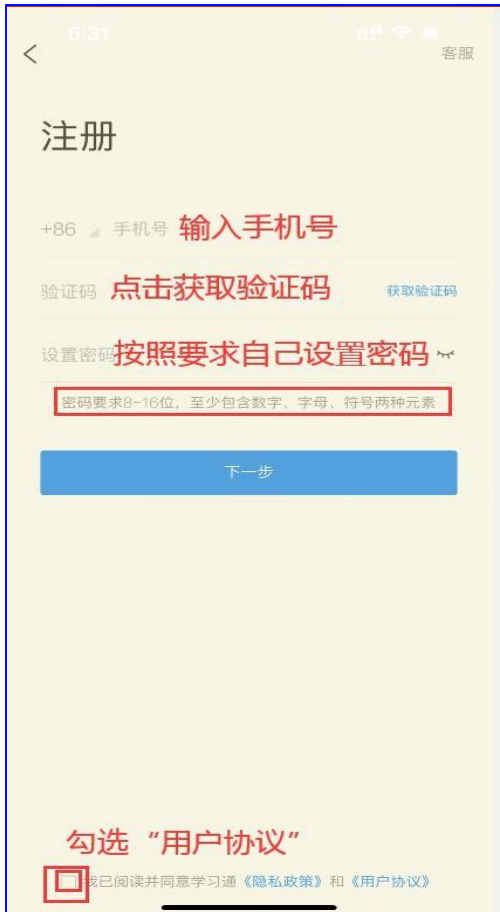 6:31
客服
注册
+86 手机号 输入手机号
验证码 点击获取验证码 获取验证码
设置密码 按照要求自己设置密码
密码要求8-16位，至少包含数字、字母、符号两种元素
下一步
勾选“用户协议”
我已阅读并同意学习通《隐私政策》和《用户协议》